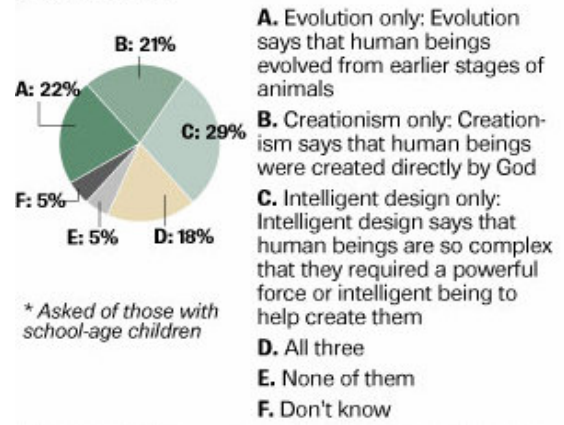 B: 21%
A: 22%
C: 29%
F: 5%
E: 5%
D: 18%
* Asked of those with
school-age children
A. Evolution only: Evolution
says that human beings
evolved from earlier stages of
animals
B. Creationism only: Creation-
ism says that human beings
were created directly by God
C. Intelligent design only:
Intelligent design says that
human beings are so complex
that they required a powerful
force or intelligent being to
help create them
D. All three
E. None of them
F. Don't know